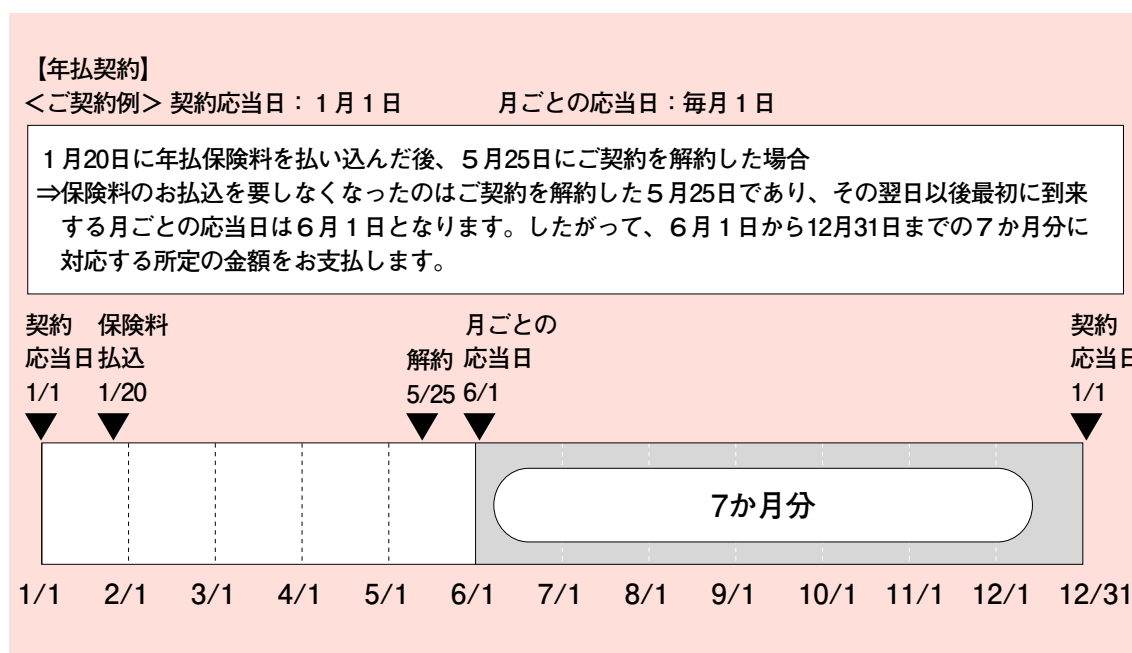 【年払契約】
<ご契約例> 契約応当日：1月1日　月ごとの応当日：毎月1日
1月20日に年払保険料を払い込んだ後、5月25日にご契約を解約した場合
⇒保険料のお払込を要しなくなったのはご契約を解約した5月25日であり、その翌日以後最初に到来
する月ごとの応当日は6月1日となります。したがって、6月1日から12月31日までの7か月分に
対応する所定の金額をお支払します。
契約 保険料 月ごとの 契約
応当日 払込 解約 応当日 応当日
1/1 1/20 5/25 6/1 1/1
7か月分
1/1 2/1 3/1 4/1 5/1 6/1 7/1 8/1 9/1 10/1 11/1 12/1 12/31